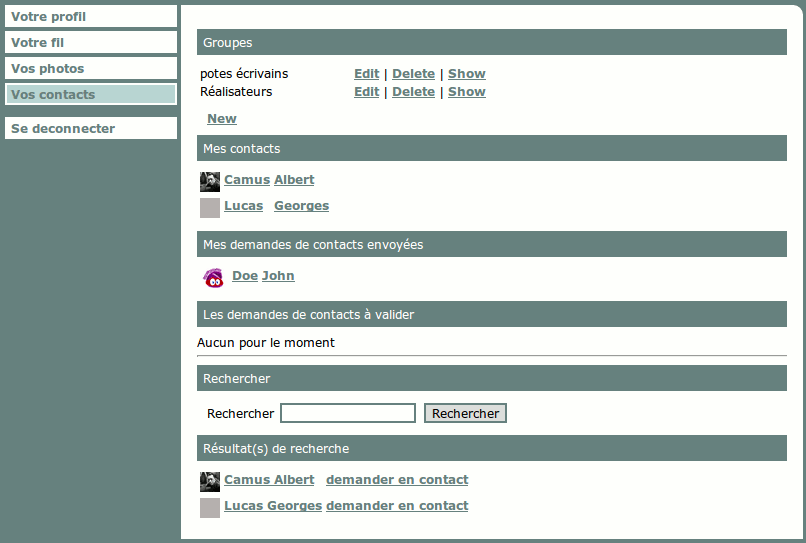 Votre profil
Votre fil
Vos photos
Vos contacts
Se deconnecter
Groupes
potes écrivains Edit | Delete | Show
Réalisateurs Edit | Delete | Show
New
Mes contacts
Camus Albert
Lucas Georges
Mes demandes de contacts envoyées
Doe John
Les demandes de contacts à valider
Aucun pour le moment
Rechercher
Rechercher Rechercher
Résultat(s) de recherche
Camus Albert demander en contact
Lucas Georges demander en contact